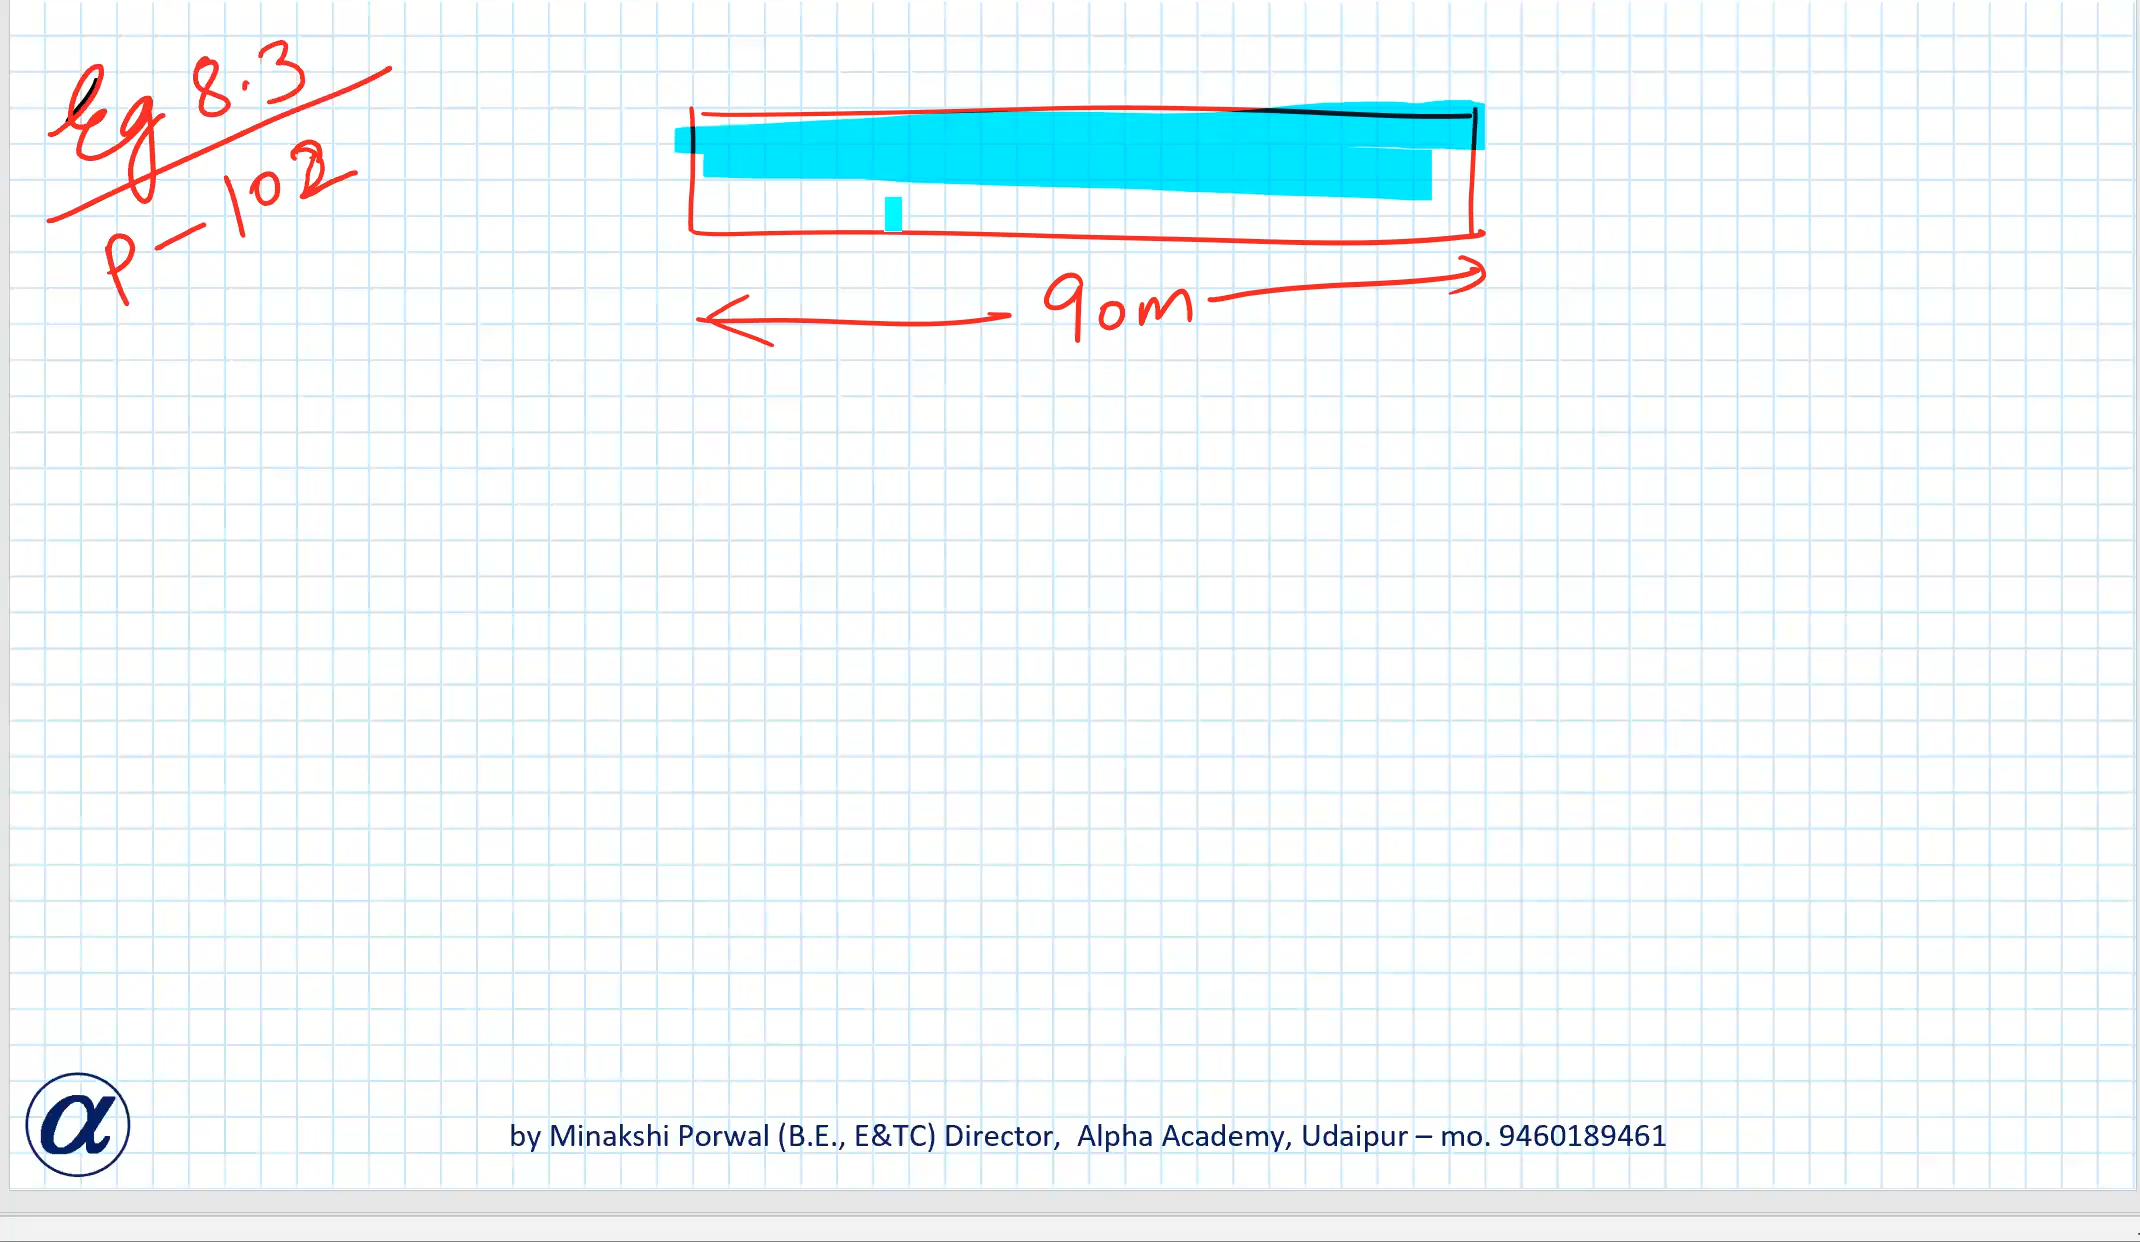 Eg 8.3
P-102
90m
α
by Minakshi Porwal (B.E., E&TC) Director, Alpha Academy, Udaipur – mo. 9460189461